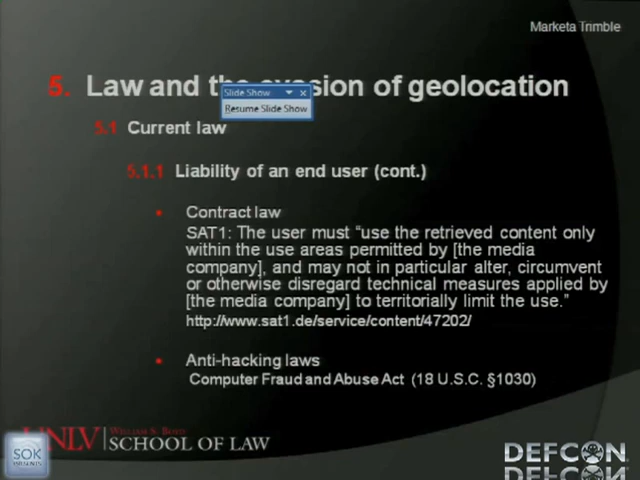 Marketa Trimble
5. Law and the evasion of geolocation
Slide Show
Resume Slide Show
5.1 Current law
5.1.1 Liability of an end user (cont.)
• Contract law
SAT1: The user must “use the retrieved content only
within the use areas permitted by [the media
company], and may not in particular alter, circumvent
or otherwise disregard technical measures applied by
[the media company] to territorially limit the use.”
http://www.sat1.de/service/content/47202/
• Anti-hacking laws
Computer Fraud and Abuse Act (18 U.S.C. §1030)
UNLV WILLIAM S. BOYD
SCHOOL OF LAW
SOK
DEFCON